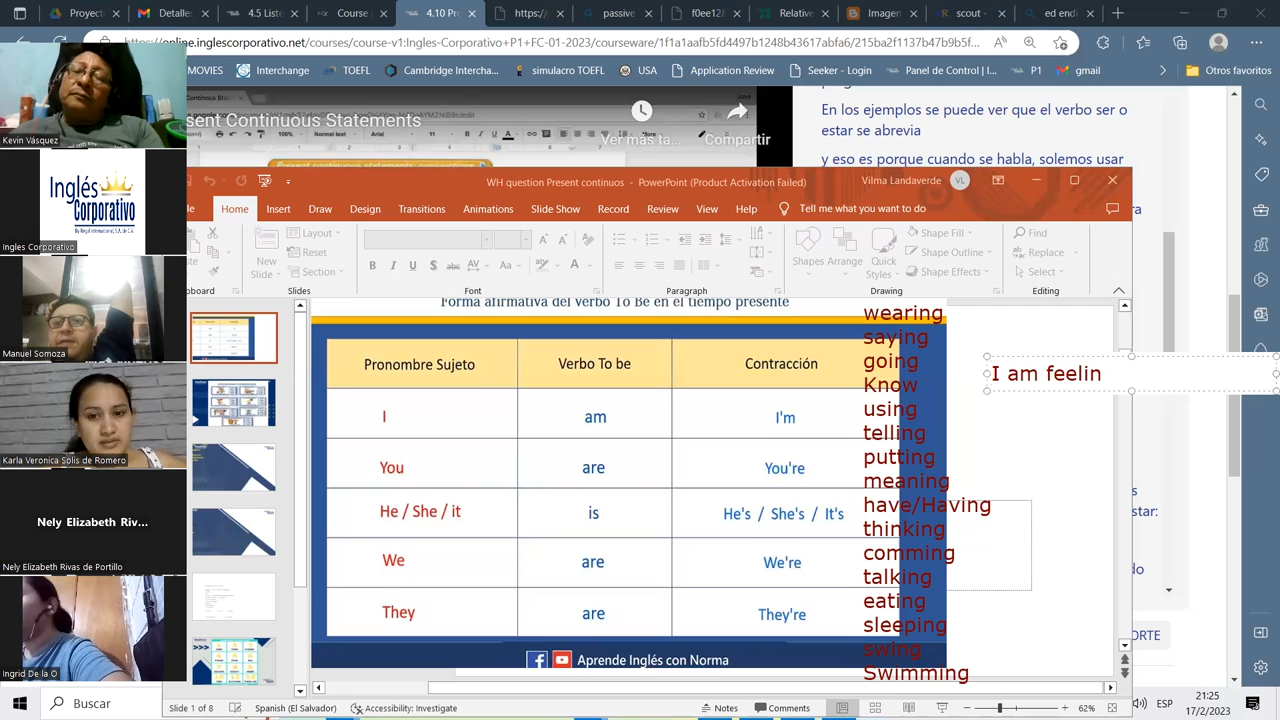 Detalles
4.5 Lectu
4.10 Pro
https://
passive
f0ee128
Relative
Imagen
scout -
https://online.inglescorporativo.net/courses/course-v1:Ingles-Corporativo+P1+FC-01-2023/courseware/1f1a1aafb5fd4497b1248b43617abfa6/215ba2f1137b47b9b5f...
MOVIES Interchange TOEFL Cambridge Intercha... Simulacro TOEFL USA Application Review Seeker - Login Panel de Control | I... P1 gmail Otros favoritos
esent Continuous Statements
Ver más ta...
Compartir
En los ejemplos se puede ver que el verbo ser o
estar se abrevia
y eso es porque cuando se habla, solemos usar
WH question Present continuos - PowerPoint (Product Activation Failed)
Vilma Landaverde VL
Home Insert Draw Design Transitions Animations Slide Show Record Review View Help Tell me what you want to do
New
Slide
Layout
Reset
Section
Shapes Arrange Quick
Styles
Shape Fill
Shape Outline
Shape Effects
Find
Replace
Select
Slides Font Paragraph Drawing Editing
Kevin Vásquez
Inglés
Corporativo
Ingles Corporativo
Manuel Somoza
Karla Veronica Solis de Romero
Nely Elizabeth Riv...
Nely Elizabeth Rivas de Portillo
Ingrid De la O
Forma afirmativa del verbo To Be en el tiempo presente
Pronombre Sujeto Verbo To be Contracción
I am I'm
You are You're
He / She / it is He's / She's / It's
We are We're
They are They're
Aprende Inglés con Norma
wearing
saying
going
Know
using
telling
putting
meaning
have/Having
thinking
comming
talking
eating
sleeping
swing
Swimming
I am feelin
star:
ORTE
Buscar
Slide 1 of 8 Spanish (El Salvador) Accessibility: Investigate Notes Comments 62%
ESP
21:25
17/2/2023